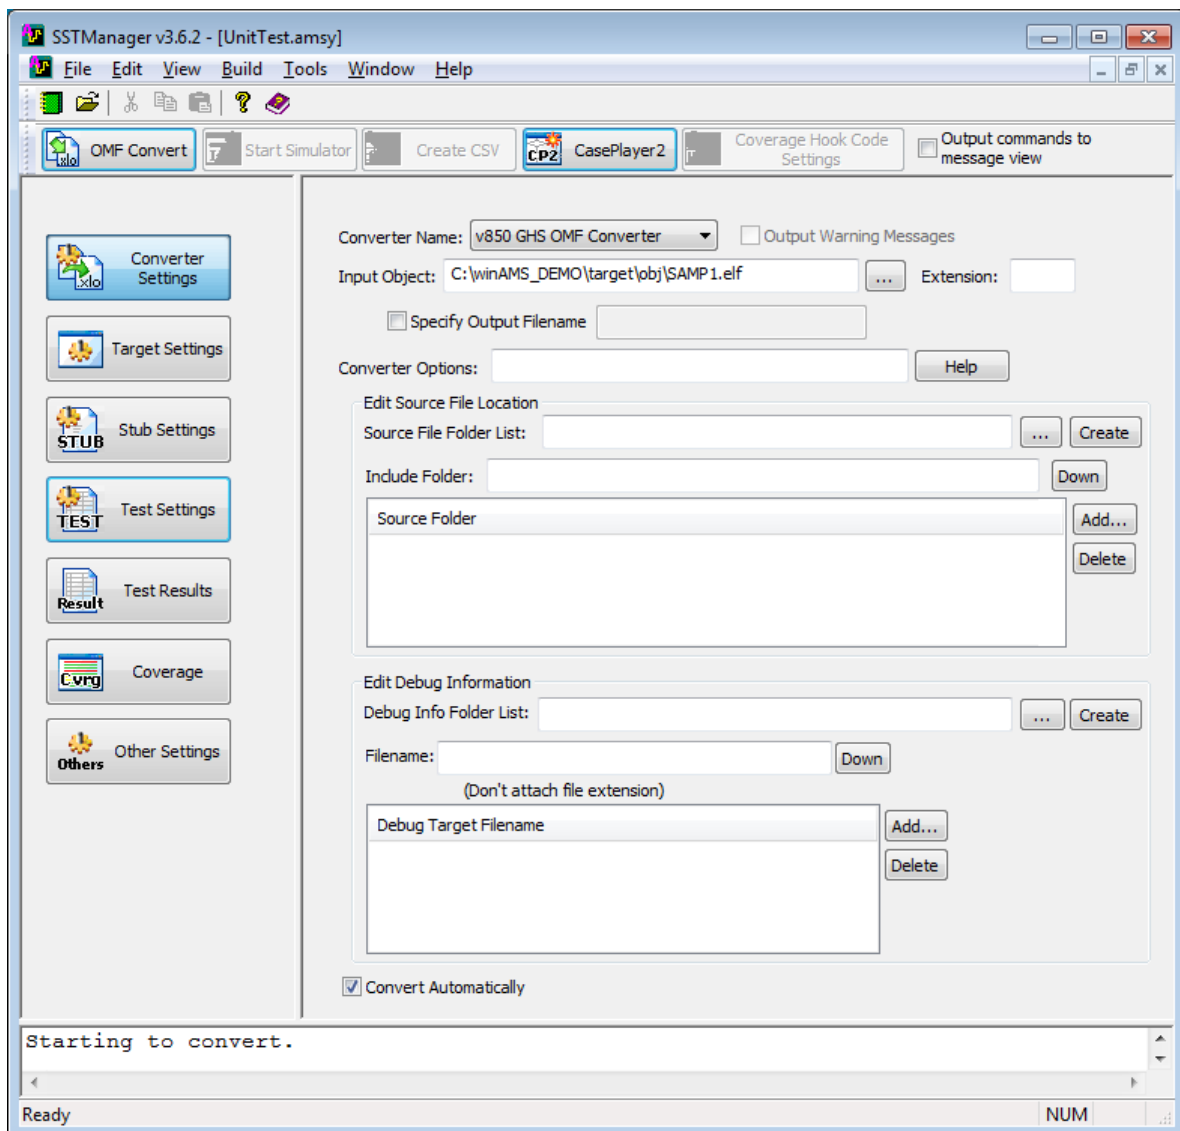 SSTManager v3.6.2 - [UnitTest.amsy]
File Edit View Build Tools Window Help
.xlo OMF Convert Start Simulator Create CSV CP2 CasePlayer2 Coverage Hook Code Settings Output commands to message view
.xlo Converter Settings
Converter Name: v850 GHS OMF Converter Output Warning Messages
Input Object: C:\winAMS_DEMO\target\obj\SAMP1.elf ... Extension:
Specify Output Filename
Target Settings
Converter Options: Help
Edit Source File Location
STUB Stub Settings
Source File Folder List: ... Create
Include Folder: Down
TEST Test Settings
Source Folder Add...
Delete
Result Test Results
Cvrg Coverage
Edit Debug Information
Debug Info Folder List: ... Create
Others Other Settings
Filename: Down
(Don't attach file extension)
Debug Target Filename Add...
Delete
Convert Automatically
Starting to convert.
Ready NUM